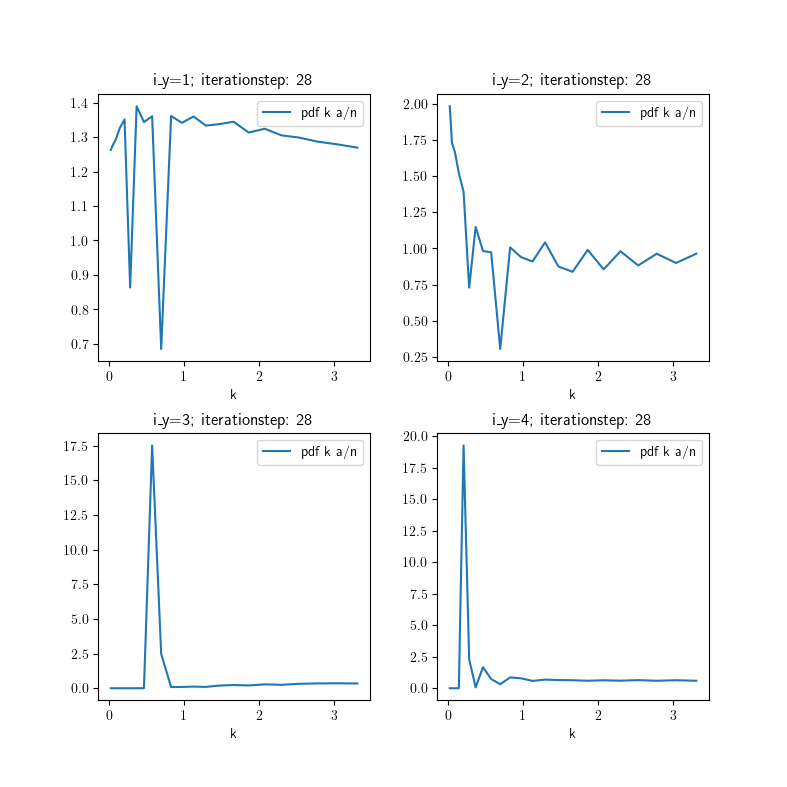 i_y=1; iterationstep: 28
pdf k a/n
1.4
1.3
1.2
1.1
1.0
0.9
0.8
0.7
0 1 2 3
k
i_y=2; iterationstep: 28
pdf k a/n
2.00
1.75
1.50
1.25
1.00
0.75
0.50
0.25
0 1 2 3
k
i_y=3; iterationstep: 28
pdf k a/n
17.5
15.0
12.5
10.0
7.5
5.0
2.5
0.0
0 1 2 3
k
i_y=4; iterationstep: 28
pdf k a/n
20.0
17.5
15.0
12.5
10.0
7.5
5.0
2.5
0.0
0 1 2 3
k